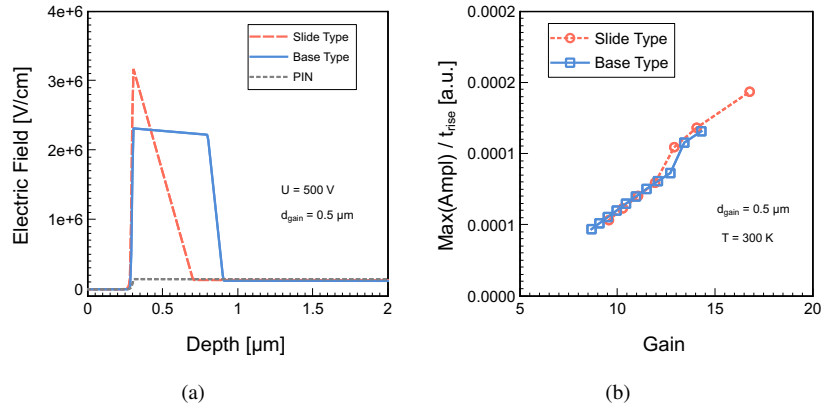 4e+6
3e+6
2e+6
1e+6
0
Electric Field [V/cm]
Slide Type
Base Type
PIN
U = 500 V
d_gain = 0.5 μm
0 0.5 1 1.5 2
Depth [μm]
(a)
0.0002
0.0002
0.0001
0.0001
0.0000
Max(Ampl) / t_rise [a.u.]
Slide Type
Base Type
d_gain = 0.5 μm
T = 300 K
5 10 15 20
Gain
(b)